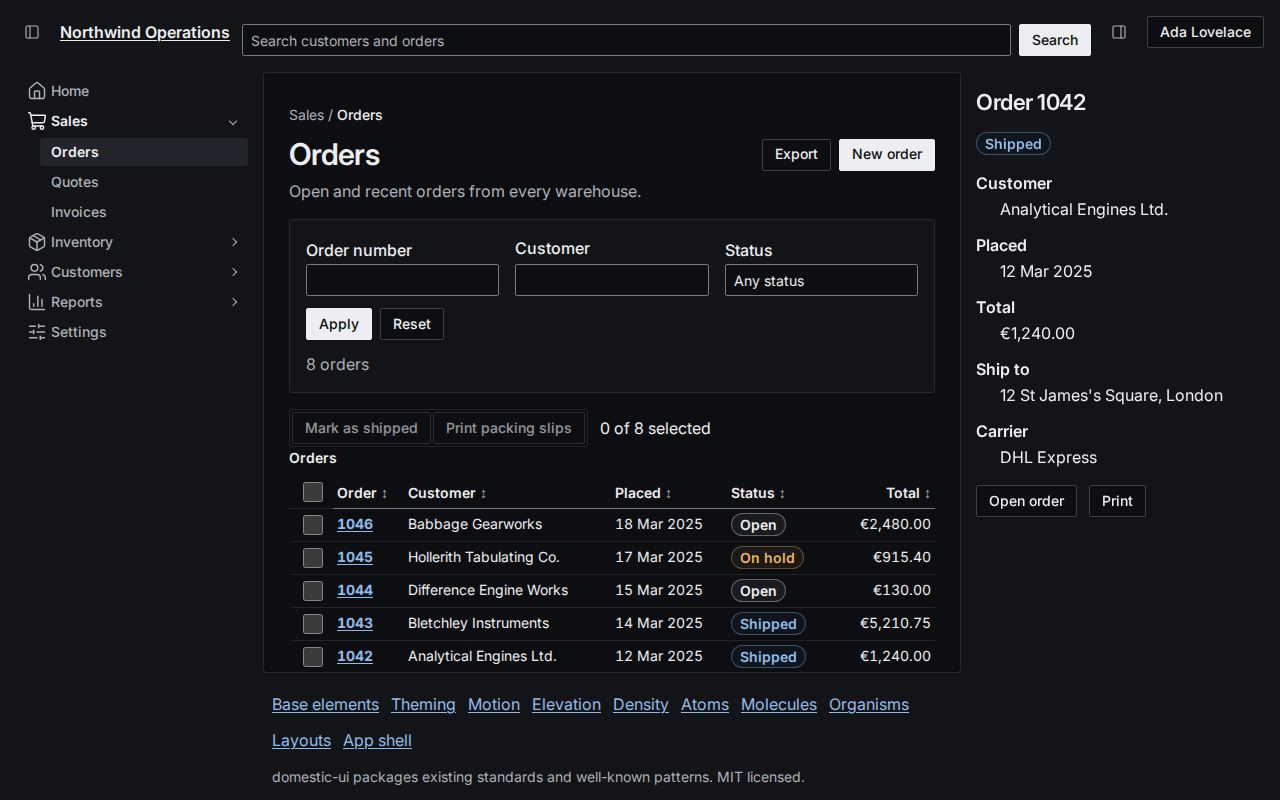 Northwind Operations
Search customers and orders
Search
Ada Lovelace
Home
Sales
Orders
Quotes
Invoices
Inventory
Customers
Reports
Settings
Sales / Orders
Orders
Export
New order
Open and recent orders from every warehouse.
Order number
Customer
Status
Any status
Apply
Reset
8 orders
Mark as shipped
Print packing slips
0 of 8 selected
Orders
Order ↕ Customer ↕ Placed ↕ Status ↕ Total ↕
1046 Babbage Gearworks 18 Mar 2025 Open €2,480.00
1045 Hollerith Tabulating Co. 17 Mar 2025 On hold €915.40
1044 Difference Engine Works 15 Mar 2025 Open €130.00
1043 Bletchley Instruments 14 Mar 2025 Shipped €5,210.75
1042 Analytical Engines Ltd. 12 Mar 2025 Shipped €1,240.00
Order 1042
Shipped
Customer
Analytical Engines Ltd.
Placed
12 Mar 2025
Total
€1,240.00
Ship to
12 St James's Square, London
Carrier
DHL Express
Open order
Print
Base elements Theming Motion Elevation Density Atoms Molecules Organisms
Layouts App shell
domestic-ui packages existing standards and well-known patterns. MIT licensed.